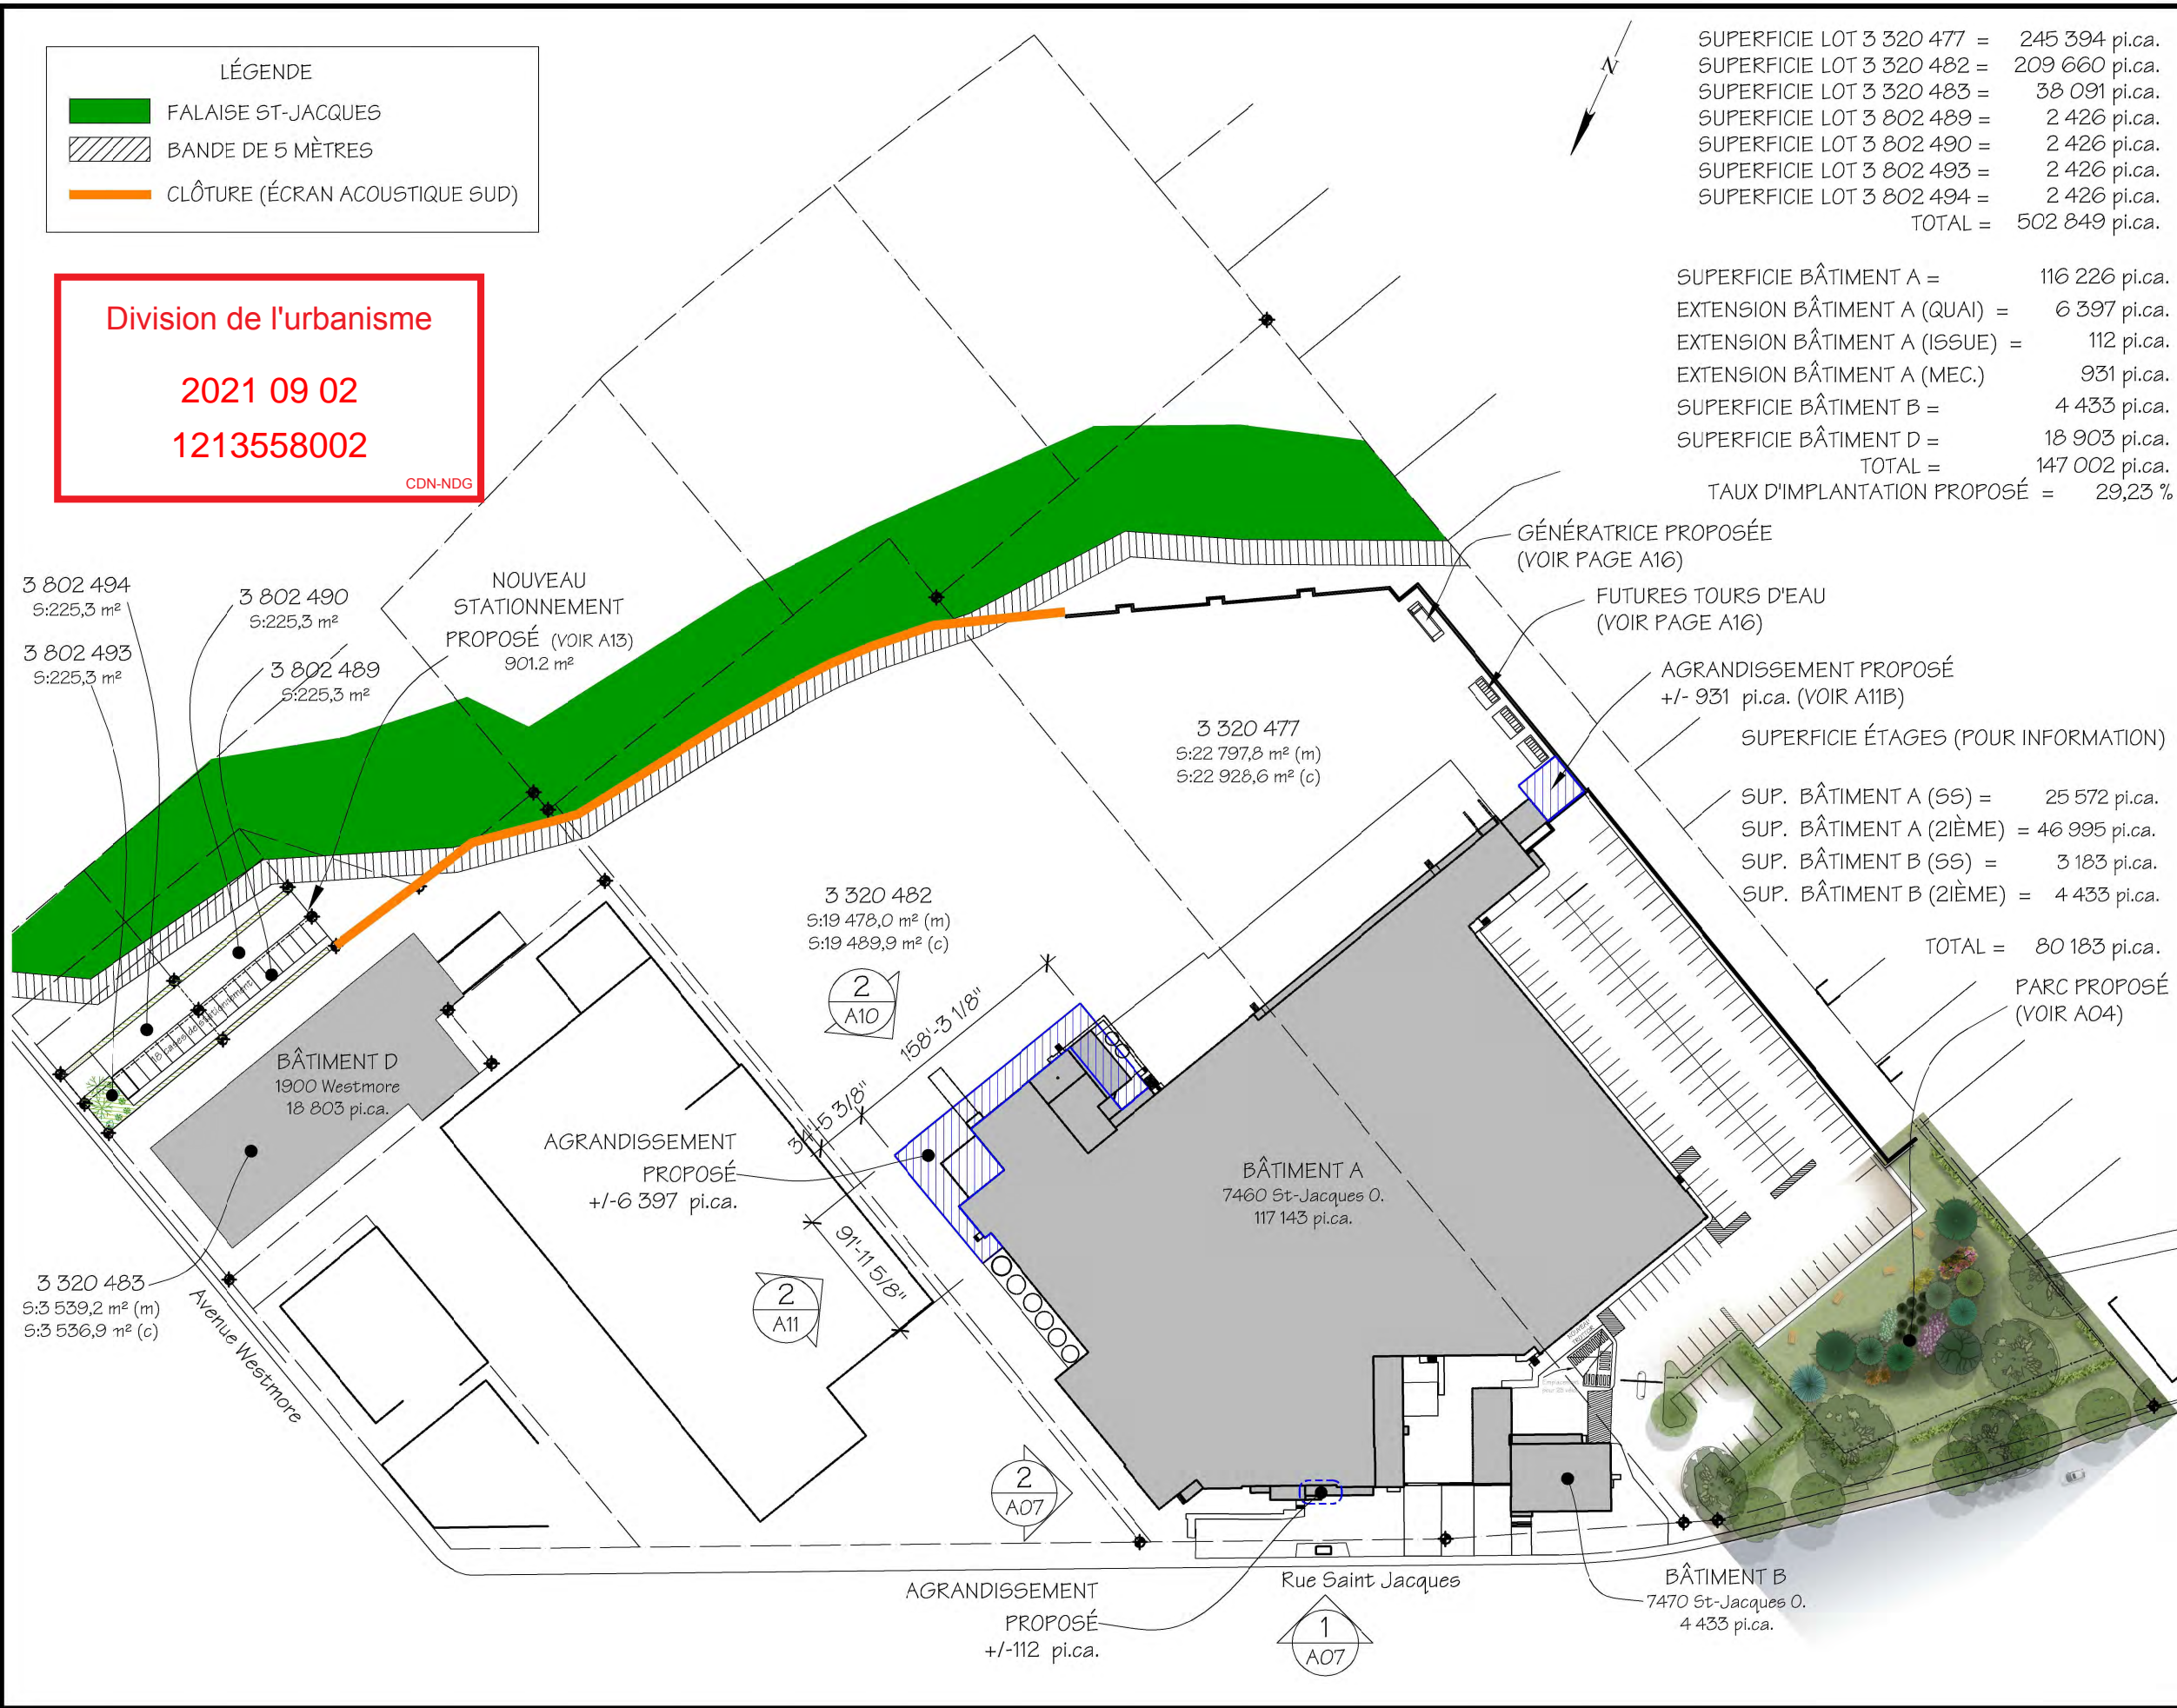 LÉGENDE
FALAISE ST-JACQUES
BANDE DE 5 MÈTRES
CLÔTURE (ÉCRAN ACOUSTIQUE SUD)
Division de l'urbanisme
2021 09 02
1213558002
CDN-NDG
N
SUPERFICIE LOT 3 320 477 = 245 394 pi.ca.
SUPERFICIE LOT 3 320 482 = 209 660 pi.ca.
SUPERFICIE LOT 3 320 483 = 38 091 pi.ca.
SUPERFICIE LOT 3 802 489 = 2 426 pi.ca.
SUPERFICIE LOT 3 802 490 = 2 426 pi.ca.
SUPERFICIE LOT 3 802 493 = 2 426 pi.ca.
SUPERFICIE LOT 3 802 494 = 2 426 pi.ca.
TOTAL = 502 849 pi.ca.
SUPERFICIE BÂTIMENT A = 116 226 pi.ca.
EXTENSION BÂTIMENT A (QUAI) = 6 397 pi.ca.
EXTENSION BÂTIMENT A (ISSUE) = 112 pi.ca.
EXTENSION BÂTIMENT A (MEC.) 931 pi.ca.
SUPERFICIE BÂTIMENT B = 4 433 pi.ca.
SUPERFICIE BÂTIMENT D = 18 903 pi.ca.
TOTAL = 147 002 pi.ca.
TAUX D'IMPLANTATION PROPOSÉ = 29,23 %
GÉNÉRATRICE PROPOSÉE
(VOIR PAGE A16)
FUTURES TOURS D'EAU
(VOIR PAGE A16)
AGRANDISSEMENT PROPOSÉ
+/- 931 pi.ca. (VOIR A11B)
SUPERFICIE ÉTAGES (POUR INFORMATION)
SUP. BÂTIMENT A (SS) = 25 572 pi.ca.
SUP. BÂTIMENT A (2IÈME) = 46 995 pi.ca.
SUP. BÂTIMENT B (SS) = 3 183 pi.ca.
SUP. BÂTIMENT B (2IÈME) = 4 433 pi.ca.
TOTAL = 80 183 pi.ca.
PARC PROPOSÉ
(VOIR A04)
3 802 494
S:225,3 m²
3 802 490
S:225,3 m²
3 802 493
S:225,3 m²
3 802 489
S:225,3 m²
NOUVEAU
STATIONNEMENT
PROPOSÉ (VOIR A13)
901.2 m²
3 320 477
S:22 797,8 m² (m)
S:22 928,6 m² (c)
3 320 482
S:19 478,0 m² (m)
S:19 489,9 m² (c)
2
A10
158'-3 1/8"
34'-5 3/8"
91'-11 5/8"
18 cases de stationnement
BÂTIMENT D
1900 Westmore
18 803 pi.ca.
AGRANDISSEMENT
PROPOSÉ
+/-6 397 pi.ca.
BÂTIMENT A
7460 St-Jacques O.
117 143 pi.ca.
3 320 483
S:3 539,2 m² (m)
S:3 536,9 m² (c)
Avenue Westmore
2
A11
2
A07
AGRANDISSEMENT
PROPOSÉ
+/-112 pi.ca.
Rue Saint Jacques
1
A07
BÂTIMENT B
7470 St-Jacques O.
4 433 pi.ca.